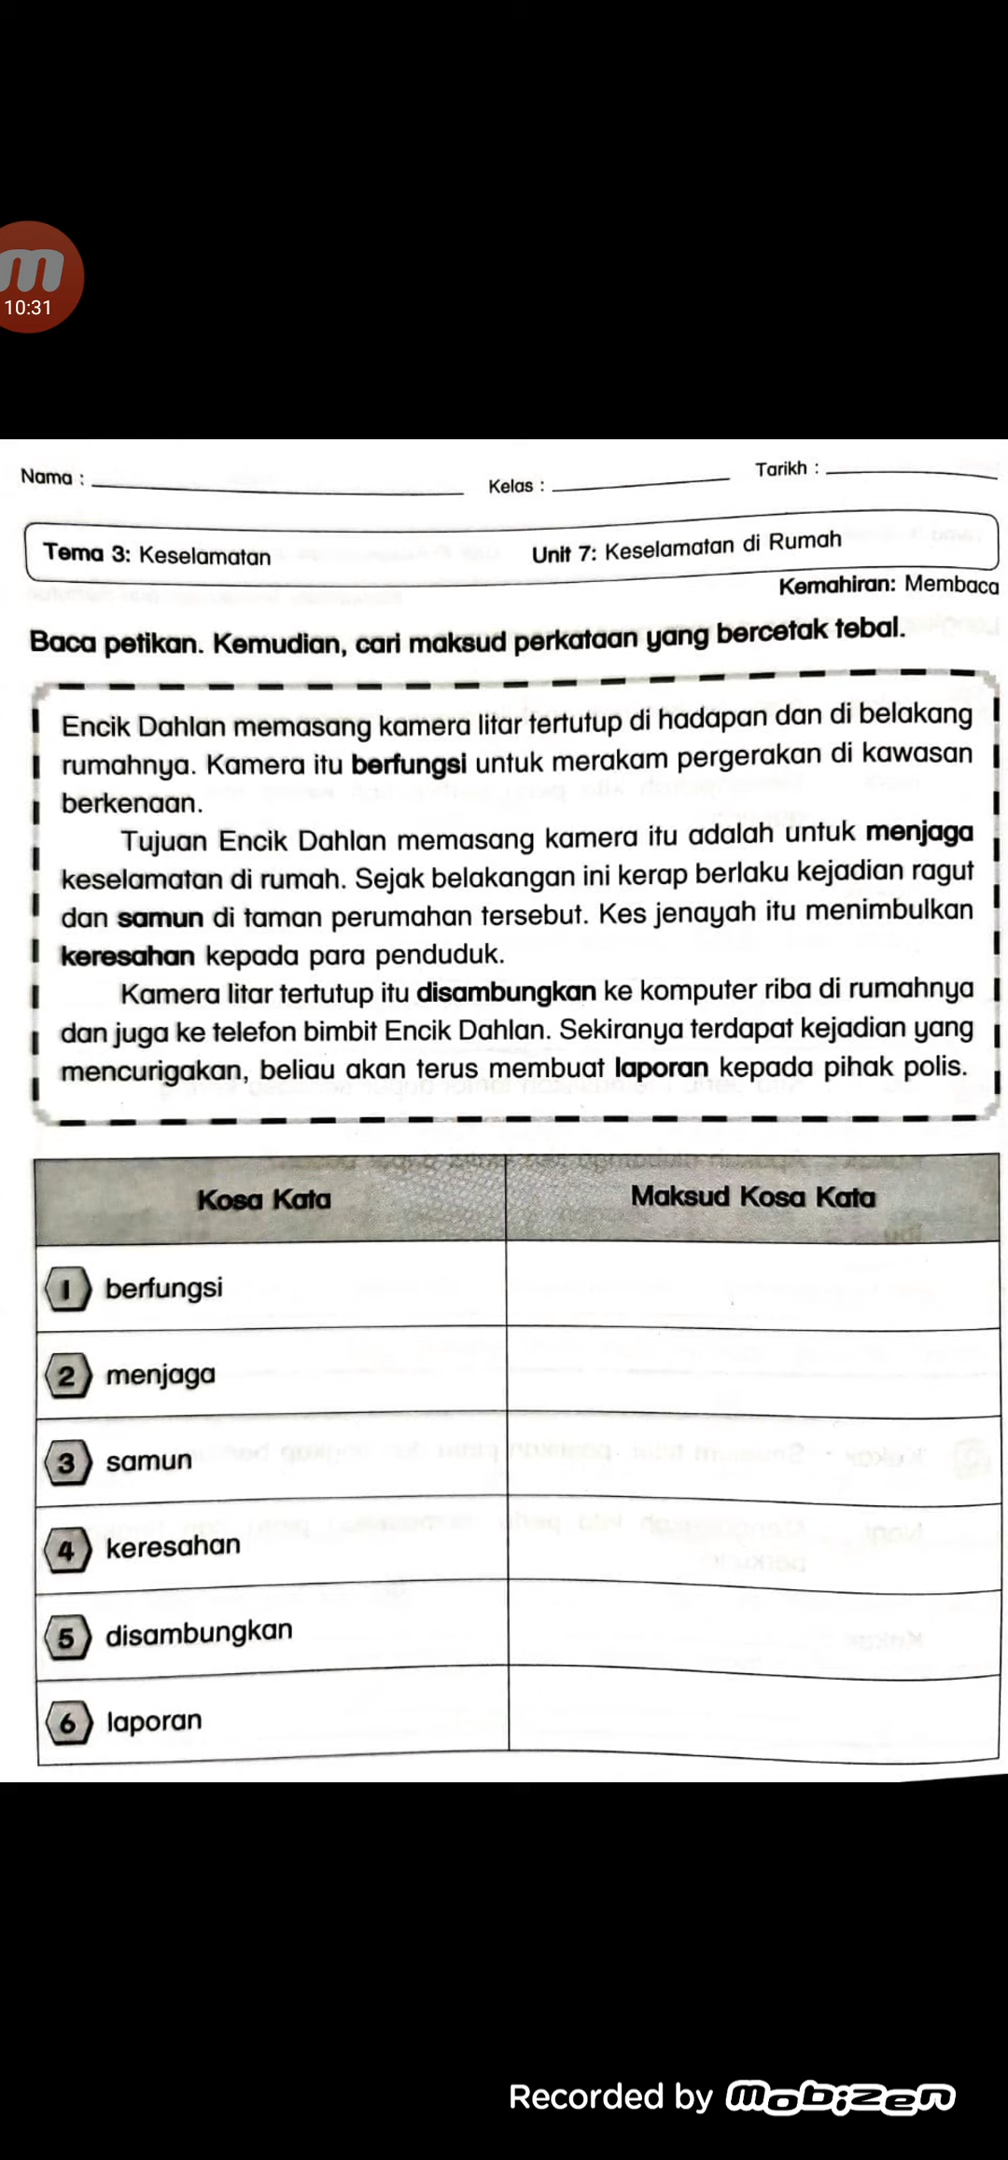 10:31
Nama :
Kelas :
Tarikh :
Tema 3: Keselamatan
Unit 7: Keselamatan di Rumah
Kemahiran: Membaca
Baca petikan. Kemudian, cari maksud perkataan yang bercetak tebal.
Encik Dahlan memasang kamera litar tertutup di hadapan dan di belakang
rumahnya. Kamera itu berfungsi untuk merakam pergerakan di kawasan
berkenaan.
Tujuan Encik Dahlan memasang kamera itu adalah untuk menjaga
keselamatan di rumah. Sejak belakangan ini kerap berlaku kejadian ragut
dan samun di taman perumahan tersebut. Kes jenayah itu menimbulkan
keresahan kepada para penduduk.
Kamera litar tertutup itu disambungkan ke komputer riba di rumahnya
dan juga ke telefon bimbit Encik Dahlan. Sekiranya terdapat kejadian yang
mencurigakan, beliau akan terus membuat laporan kepada pihak polis.
Kosa Kata
Maksud Kosa Kata
1 berfungsi
2 menjaga
3 samun
4 keresahan
5 disambungkan
6 laporan
Recorded by Mobizen